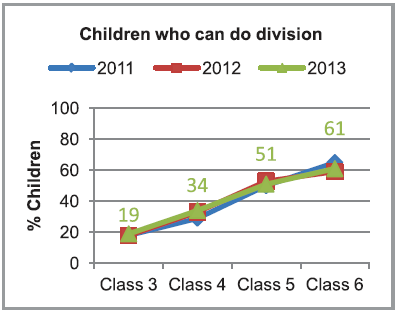 Children who can do division
2011 2012 2013
% Children
100
80
60
40
20
0
19
34
51
61
Class 3 Class 4 Class 5 Class 6